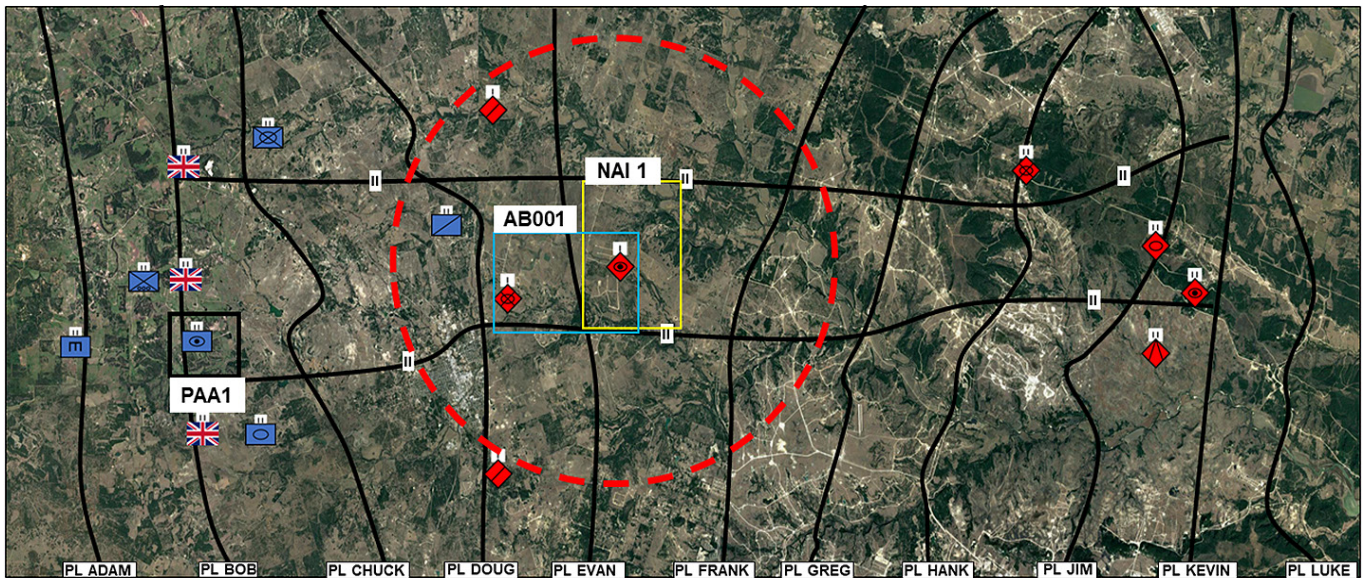 NAI 1
II
II
II
AB001
II
II
II
PAA1
E
PL ADAM
PL BOB
PL CHUCK
PL DOUG
PL EVAN
PL FRANK
PL GREG
PL HANK
PL JIM
PL KEVIN
PL LUKE